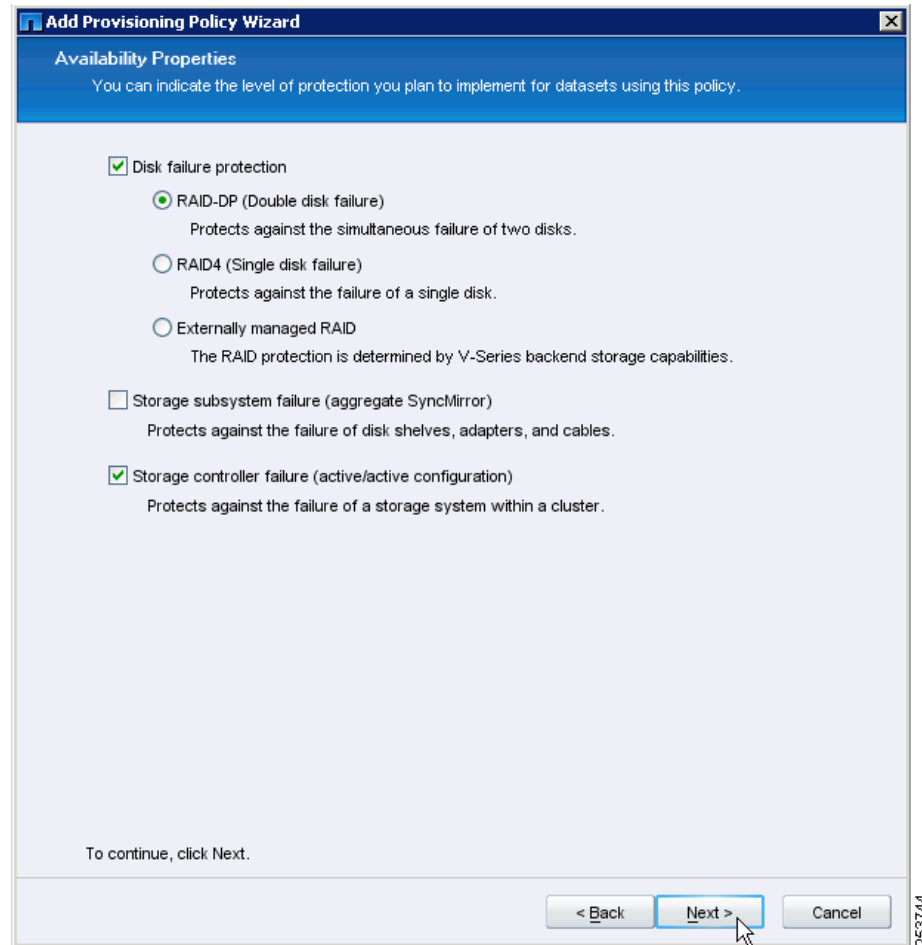 Add Provisioning Policy Wizard
Availability Properties
You can indicate the level of protection you plan to implement for datasets using this policy.
Disk failure protection
RAID-DP (Double disk failure)
Protects against the simultaneous failure of two disks.
RAID4 (Single disk failure)
Protects against the failure of a single disk.
Externally managed RAID
The RAID protection is determined by V-Series backend storage capabilities.
Storage subsystem failure (aggregate SyncMirror)
Protects against the failure of disk shelves, adapters, and cables.
Storage controller failure (active/active configuration)
Protects against the failure of a storage system within a cluster.
To continue, click Next.
< Back
Next >
Cancel